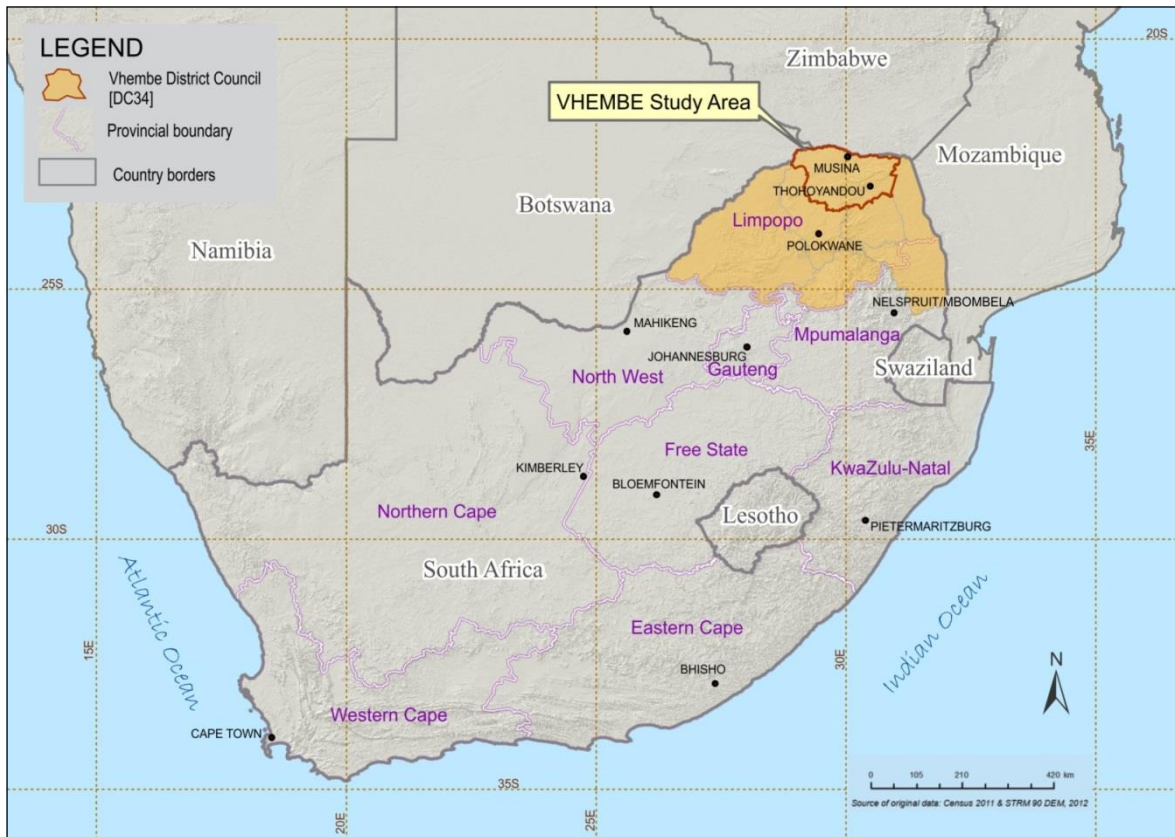 LEGEND
Vhembe District Council
[DC34]
Provincial boundary
Country borders
20S
Zimbabwe
VHEMBE Study Area
Mozambique
MUSINA
THOHOYANDOU
Botswana
Limpopo
Namibia
POLOKWANE
25S
NELSPRUIT/MBOMBELA
MAHIKENG
Mpumalanga
JOHANNESBURG
Gauteng
Swaziland
North West
35E
Free State
KIMBERLEY
KwaZulu-Natal
BLOEMFONTEIN
Northern Cape
Lesotho
PIETERMARITZBURG
30S
South Africa
Atlantic Ocean
Indian Ocean
15E
Eastern Cape
30E
BHISHO
N
Western Cape
CAPE TOWN
35S
20E
25E
0 105 210 420 km
Source of original data: Census 2011 & STRM 90 DEM, 2012